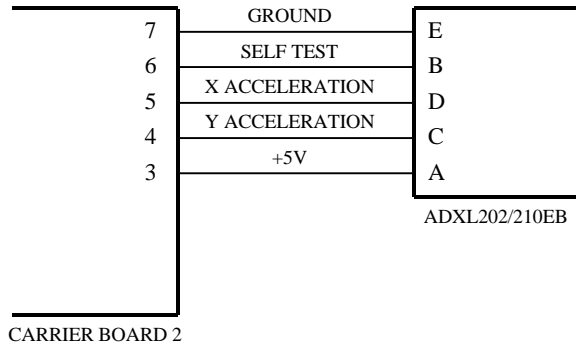 GROUND
7 E
SELF TEST
6 B
X ACCELERATION
5 D
Y ACCELERATION
4 C
+5V
3 A
ADXL202/210EB
CARRIER BOARD 2